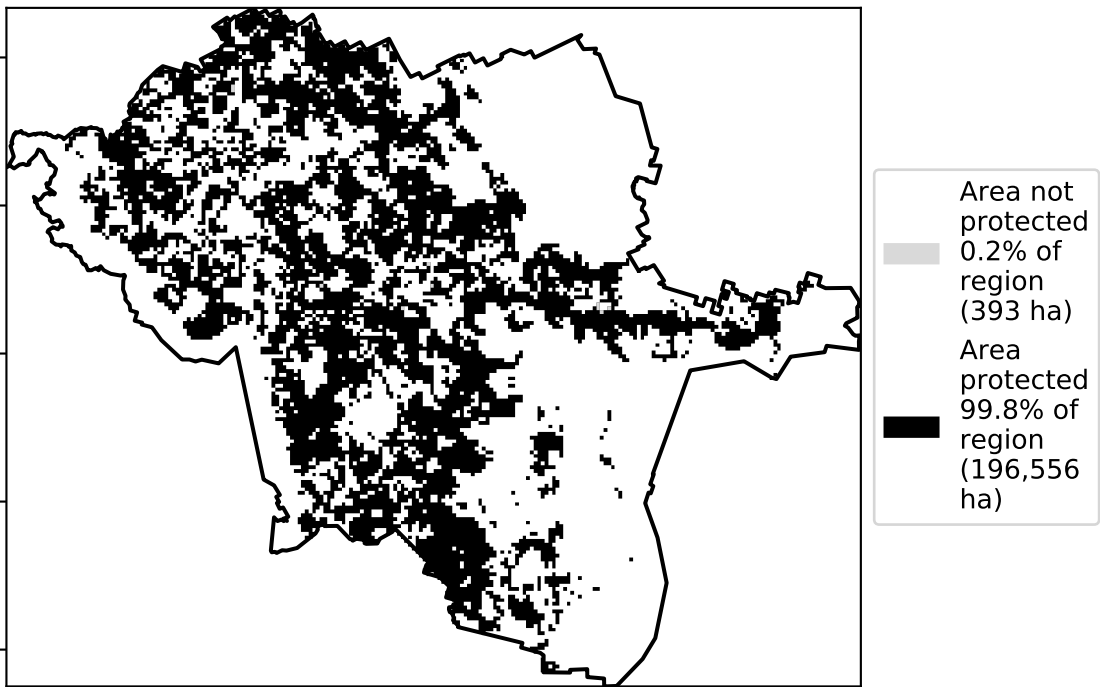 Area not
protected
0.2% of
region
(393 ha)
Area
protected
99.8% of
region
(196,556
ha)